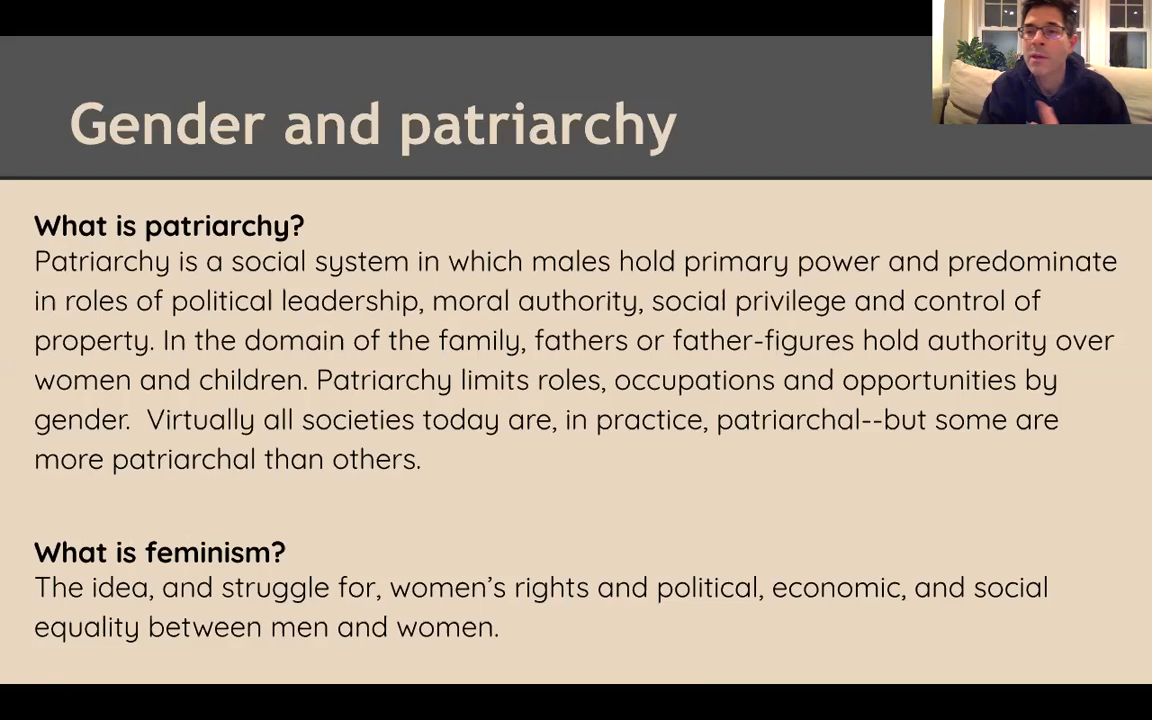 Gender and patriarchy
What is patriarchy?
Patriarchy is a social system in which males hold primary power and predominate
in roles of political leadership, moral authority, social privilege and control of
property. In the domain of the family, fathers or father-figures hold authority over
women and children. Patriarchy limits roles, occupations and opportunities by
gender.  Virtually all societies today are, in practice, patriarchal--but some are
more patriarchal than others.
What is feminism?
The idea, and struggle for, women’s rights and political, economic, and social
equality between men and women.